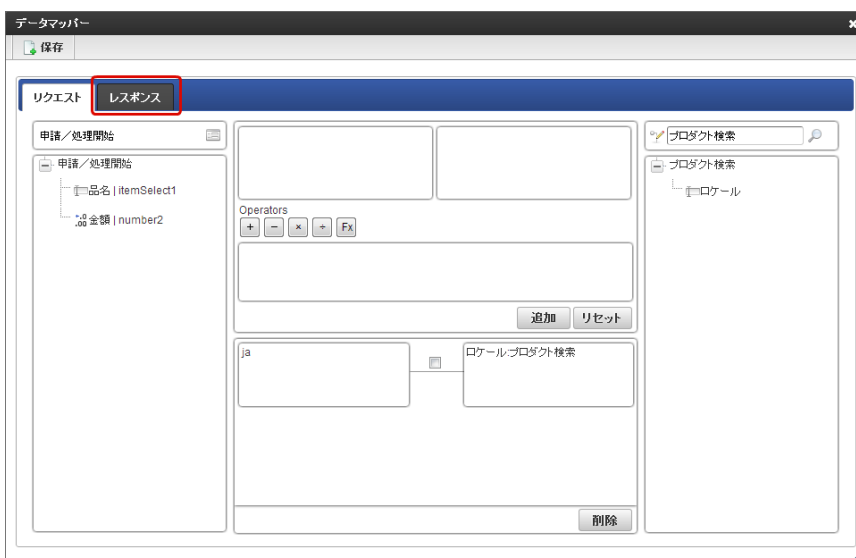 データマッパー
保存
リクエスト
レスポンス
申請／処理開始
申請／処理開始
品名 | itemSelect1
金額 | number2
Operators
+ − × ÷ Fx
追加
リセット
ja
ロケール:プロダクト検索
削除
プロダクト検索
プロダクト検索
ロケール